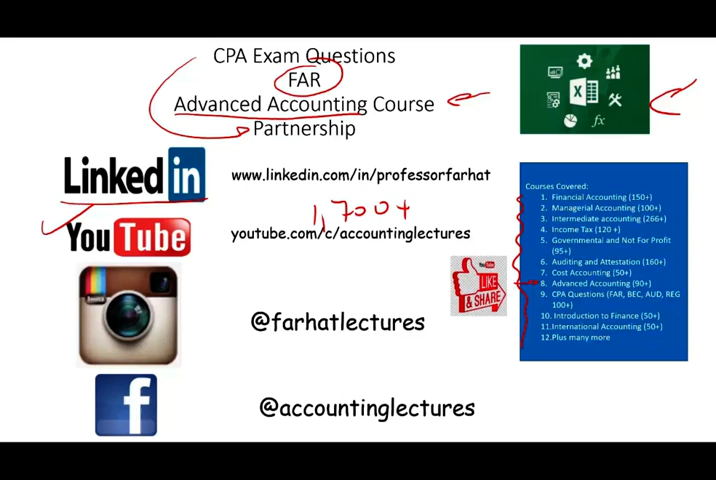 CPA Exam Questions
FAR
Advanced Accounting Course
Partnership
Linked in
www.linkedin.com/in/professorfarhat
1,700+
YouTube
youtube.com/c/accountinglectures
YouTube
LIKE
& SHARE
@farhatlectures
f
@accountinglectures
X
fx
Courses Covered:
1. Financial Accounting (150+)
2. Managerial Accounting (100+)
3. Intermediate accounting (266+)
4. Income Tax (120 +)
5. Governmental and Not For Profit
(95+)
6. Auditing and Attestation (160+)
7. Cost Accounting (50+)
8. Advanced Accounting (90+)
9. CPA Questions (FAR, BEC, AUD, REG
100+)
10. Introduction to Finance (50+)
11.International Accounting (50+)
12.Plus many more